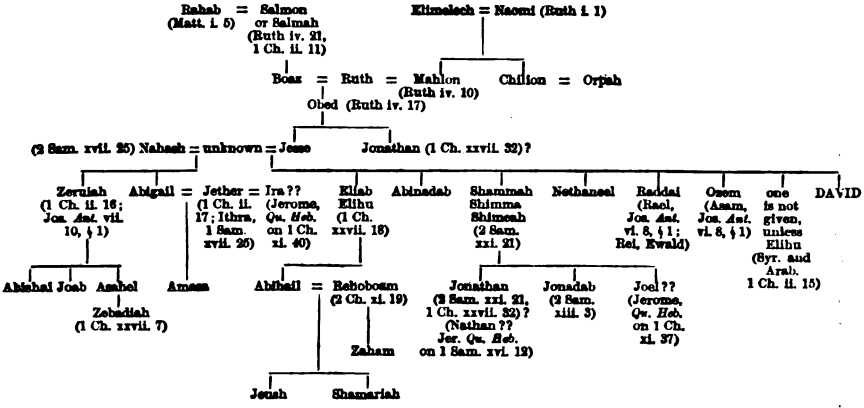 Rahab = Salmon Elimelech = Naomi (Ruth i. 1)
(Matt. i. 5) or Salmah
(Ruth iv. 21,
1 Ch. ii. 11)
Boaz = Ruth = Mahlon Chilion = Orpah
(Ruth iv. 10)
Obed (Ruth iv. 17)
(2 Sam. xvii. 25) Nahash = unknown = Jesse Jonathan (1 Ch. xxvii. 32)?
Zeruiah
(1 Ch. ii. 16;
Jos. Ant. vii.
10, § 1)
Abigail =
Jether =
(1 Ch. ii.
17; Ithra,
1 Sam.
xvii. 25)
Ira??
(Jerome,
Qu. Heb.
on 1 Ch.
xi. 40)
Eliab
Elihu
(1 Ch.
xxvii. 18)
Abinadab
Shammah
Shimma
Shimeah
(2 Sam.
xxi. 21)
Nethaneel
Raddai
(Rael,
Jos. Ant.
vi. 8, § 1;
Rei, Ewald)
Ozem
(Asam,
Jos. Ant.
vi. 8, § 1)
one
is not
given,
unless
Elihu
(Syr. and
Arab.
1 Ch. ii. 15)
DAVID
Abishai Joab Asahel
Zebadiah
(1 Ch. xxvii. 7)
Amasa
Abihail = Rehoboam
(2 Ch. xi. 19)
Zaham
Jeush Shamariah
Jonathan
(2 Sam. xxi. 21,
1 Ch. xxvii. 32)?
(Nathan??
Jer. Qu. Heb.
on 1 Sam. xvi. 12)
Jonadab
(2 Sam.
xiii. 3)
Joel??
(Jerome,
Qu. Heb.
on 1 Ch.
xi. 37)